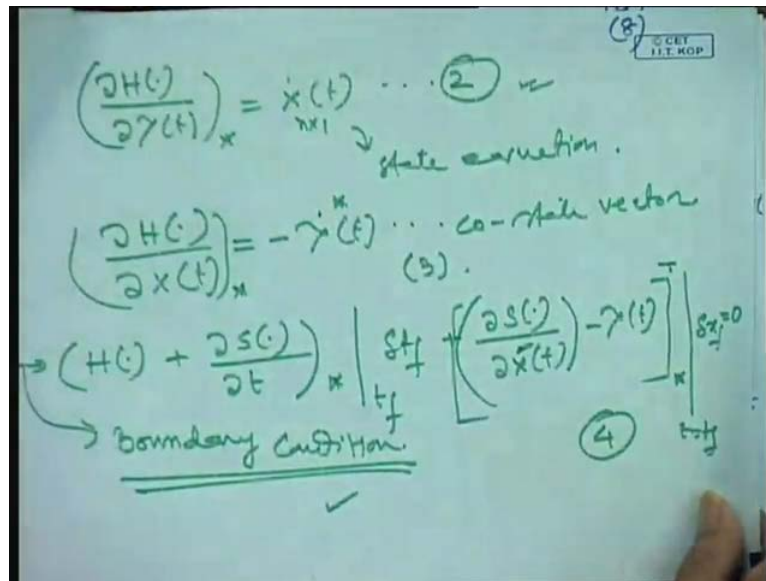 (8)
© CET
I.I.T. KGP
(∂H(·)/∂λ(t))* = ẋ(t) ··· (2)
n×1
state equation.
(∂H(·)/∂x(t))* = -λ̇*(t) ··· co-state vector
(3).
→ (H(·) + ∂S(·)/∂t)* |tf δtf + [(∂S(·)/∂x(t)) - λ(t)]ᵀ* |t=tf δxf = 0
Boundary Condition.
(4)